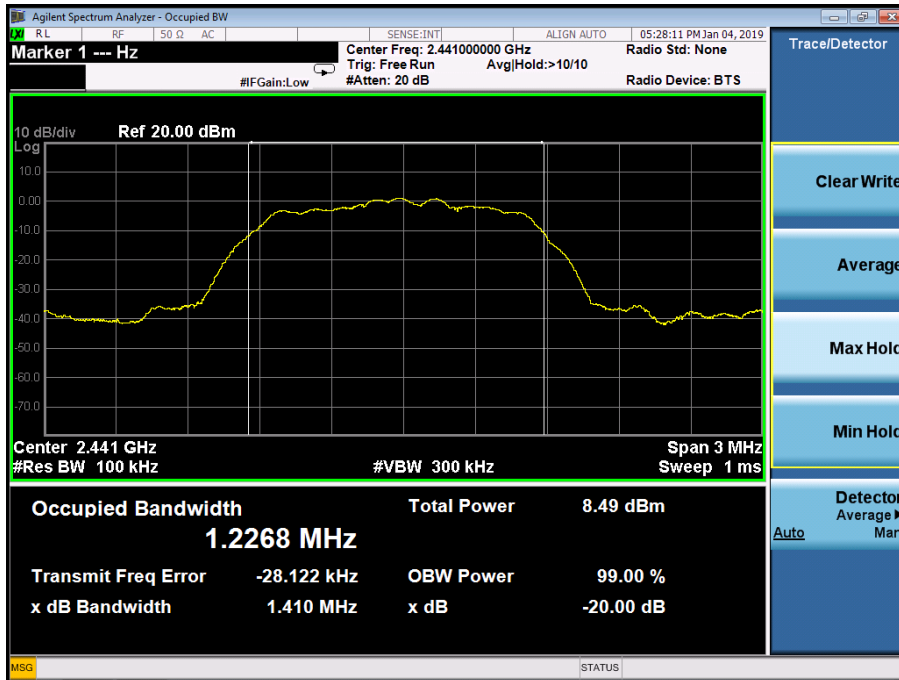 Agilent Spectrum Analyzer - Occupied BW
LXI RL RF 50 Ω AC SENSE:INT ALIGN AUTO 05:28:11 PM Jan 04, 2019
Marker 1 --- Hz
Center Freq: 2.441000000 GHz Radio Std: None
Trig: Free Run Avg|Hold:>10/10
#IFGain:Low #Atten: 20 dB Radio Device: BTS
10 dB/div Ref 20.00 dBm
Log
10.0
0.00
-10.0
-20.0
-30.0
-40.0
-50.0
-60.0
-70.0
Center 2.441 GHz Span 3 MHz
#Res BW 100 kHz #VBW 300 kHz Sweep 1 ms
Occupied Bandwidth Total Power 8.49 dBm
1.2268 MHz
Transmit Freq Error -28.122 kHz OBW Power 99.00 %
x dB Bandwidth 1.410 MHz x dB -20.00 dB
MSG STATUS
Trace/Detector
Clear Write
Average
Max Hold
Min Hold
Detector
Average
Auto Man